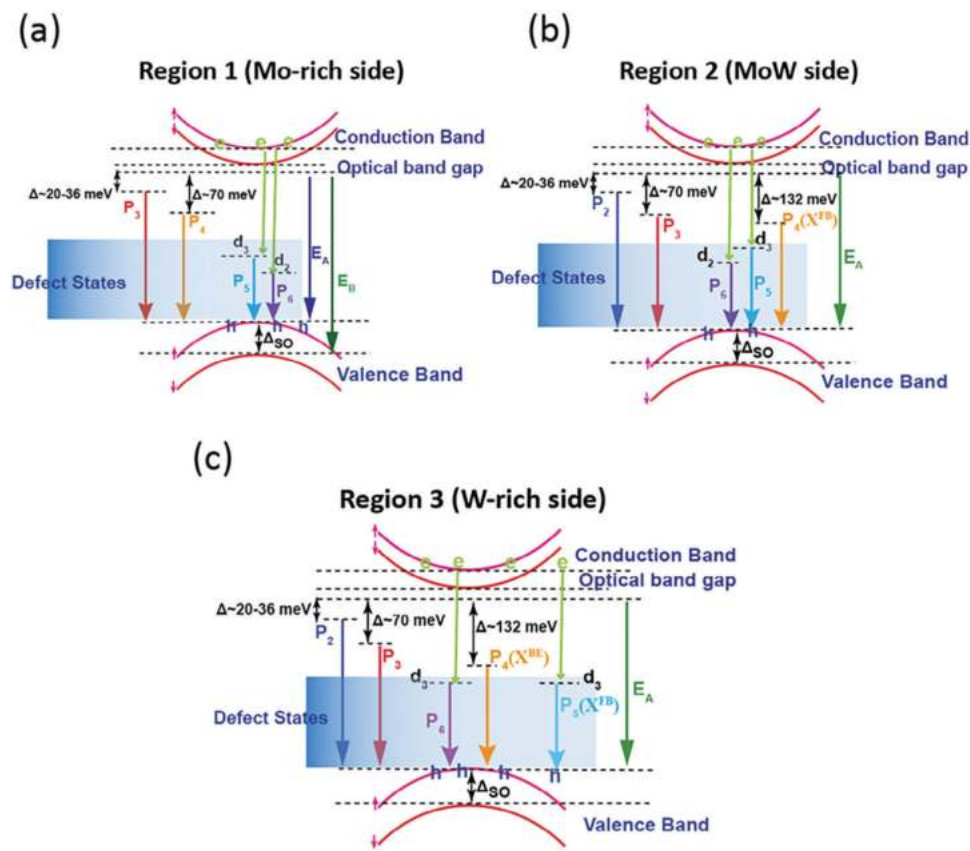 (a)
Region 1 (Mo-rich side)
e e e
Conduction Band
Optical band gap
Δ~20-36 meV
Δ~70 meV
P3
P4
d3
d2
EA
EB
Defect States
P5
P6
h h h
ΔSO
Valence Band
(b)
Region 2 (MoW side)
e e e
Conduction Band
Optical band gap
Δ~20-36 meV
Δ~70 meV
Δ~132 meV
P2
P3
P4(XFB)
d3
d2
EA
Defect States
P6
P5
h h
ΔSO
Valence Band
(c)
Region 3 (W-rich side)
e e e e
Conduction Band
Optical band gap
Δ~20-36 meV
Δ~70 meV
Δ~132 meV
P2
P3
P4(XBE)
d3
d3
EA
P5(XFB)
Defect States
P6
h h h h
ΔSO
Valence Band